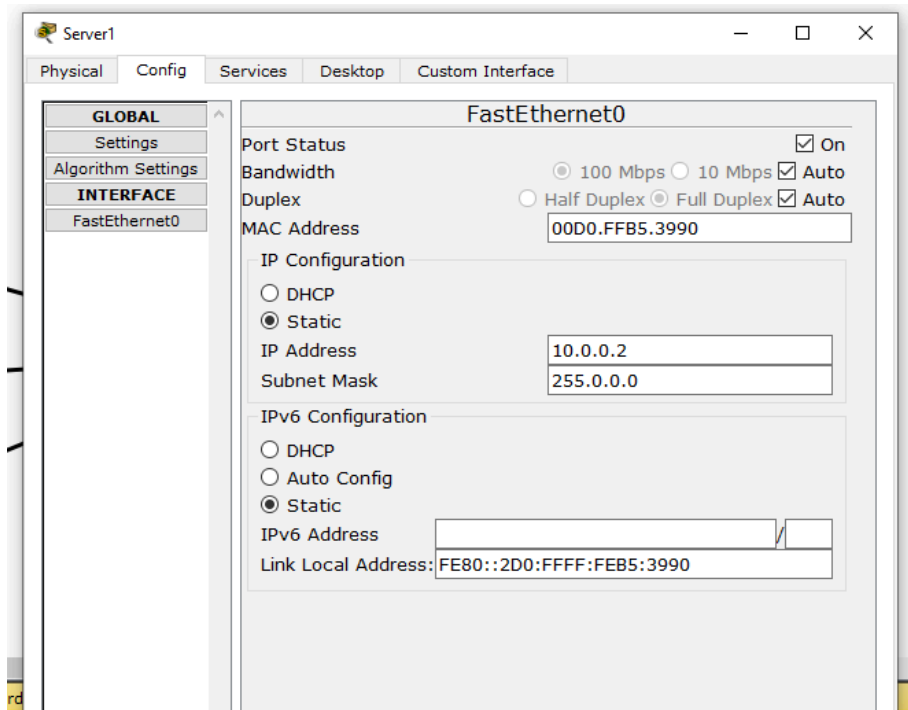 Server1
Physical Config Services Desktop Custom Interface
GLOBAL
Settings
Algorithm Settings
INTERFACE
FastEthernet0
FastEthernet0
Port Status On
Bandwidth 100 Mbps 10 Mbps Auto
Duplex Half Duplex Full Duplex Auto
MAC Address 00D0.FFB5.3990
IP Configuration
DHCP
Static
IP Address 10.0.0.2
Subnet Mask 255.0.0.0
IPv6 Configuration
DHCP
Auto Config
Static
IPv6 Address /
Link Local Address: FE80::2D0:FFFF:FEB5:3990
rd